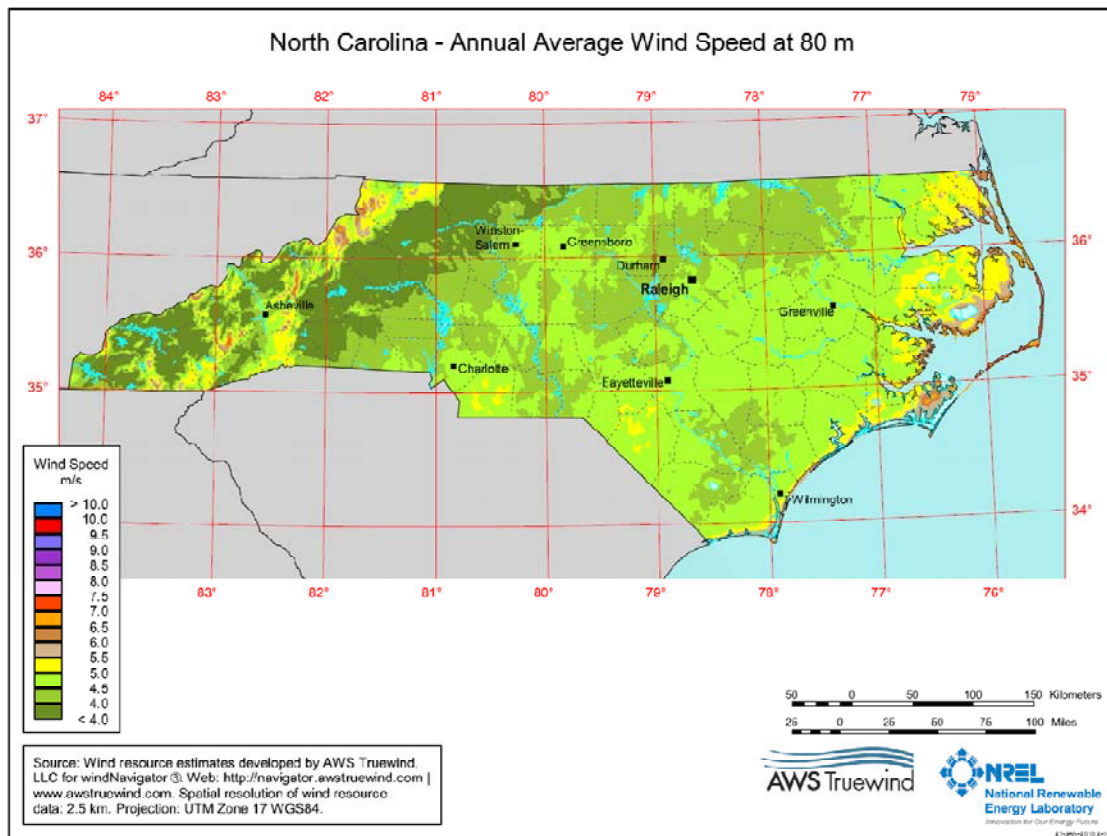 North Carolina - Annual Average Wind Speed at 80 m
84° 83° 82° 81° 80° 79° 78° 77° 76°
37°
36° 36°
35° 35°
34°
Winston-
Salem
Greensboro
Durham
Raleigh
Asheville
Greenville
Charlotte
Fayetteville
Wilmington
83° 82° 81° 80° 79° 78° 77° 76°
Wind Speed
m/s
> 10.0
10.0
9.5
9.0
8.5
8.0
7.5
7.0
6.5
6.0
5.5
5.0
4.5
4.0
< 4.0
50 0 50 100 150 Kilometers
25 0 25 50 75 100 Miles
Source: Wind resource estimates developed by AWS Truewind,
LLC for windNavigator ®. Web: http://navigator.awstruewind.com |
www.awstruewind.com. Spatial resolution of wind resource
data: 2.5 km. Projection: UTM Zone 17 WGS84.
AWS Truewind
NREL
National Renewable
Energy Laboratory
Innovation for Our Energy Future